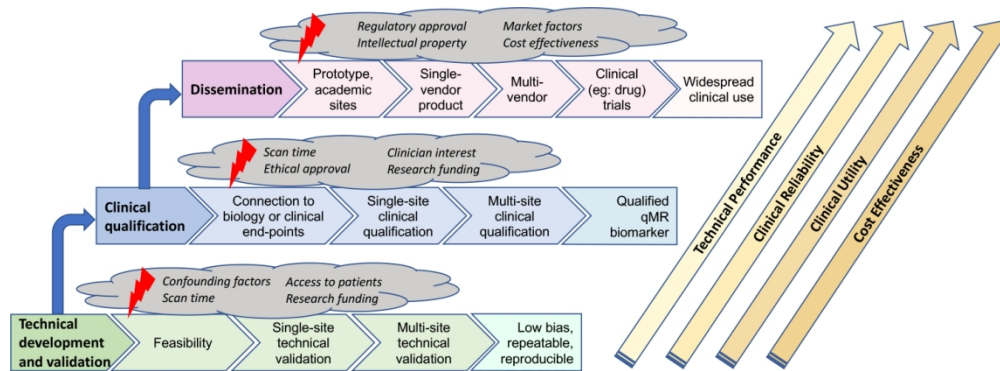 Regulatory approval
Market factors
Intellectual property
Cost effectiveness
Dissemination
Prototype,
academic
sites
Single-
vendor
product
Multi-
vendor
Clinical
(eg: drug)
trials
Widespread
clinical use
Scan time
Clinician interest
Ethical approval
Research funding
Clinical
qualification
Connection to
biology or clinical
end-points
Single-site
clinical
qualification
Multi-site
clinical
qualification
Qualified
qMR
biomarker
Confounding factors
Access to patients
Scan time
Research funding
Technical
development
and validation
Feasibility
Single-site
technical
validation
Multi-site
technical
validation
Low bias,
repeatable,
reproducible
Technical Performance
Clinical Reliability
Clinical Utility
Cost Effectiveness